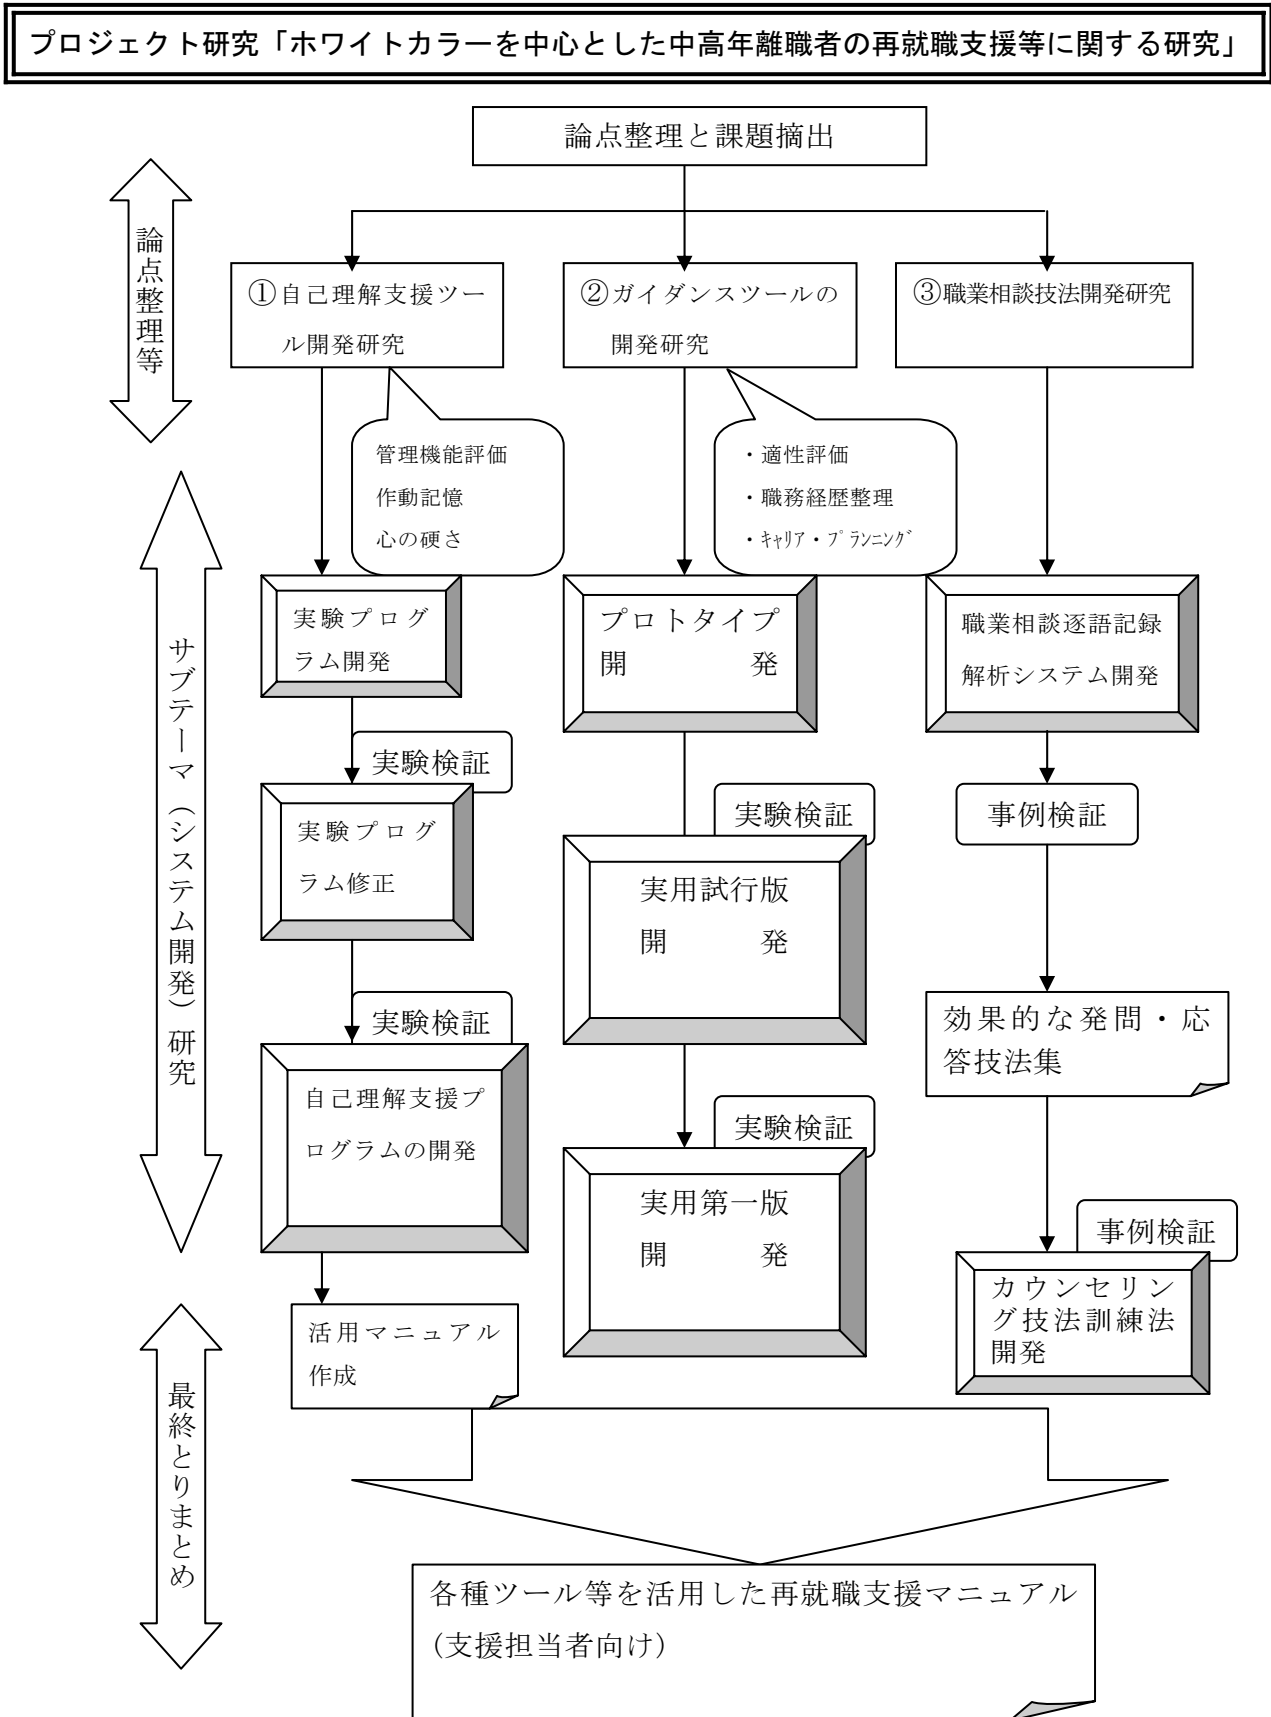 プロジェクト研究「ホワイトカラーを中心とした中高年離職者の再就職支援等に関する研究」
論点整理と課題摘出
論点整理等
①自己理解支援ツー
ル開発研究
②ガイダンスツールの
開発研究
③職業相談技法開発研究
管理機能評価
作動記憶
心の硬さ
・適性評価
・職務経歴整理
・ｷｬﾘｱ・ﾌﾟﾗﾝﾆﾝｸﾞ
サブテーマ（システム開発）研究
実験プログ
ラム開発
プロトタイプ
開　　　発
職業相談逐語記録
解析システム開発
実験検証
実験プログ
ラム修正
実験検証
実用試行版
開　　　発
事例検証
実験検証
自己理解支援プ
ログラムの開発
効果的な発問・応
答技法集
実験検証
実用第一版
開　　　発
事例検証
カウンセリン
グ技法訓練法
開発
最終とりまとめ
活用マニュアル
作成
各種ツール等を活用した再就職支援マニュアル
(支援担当者向け)